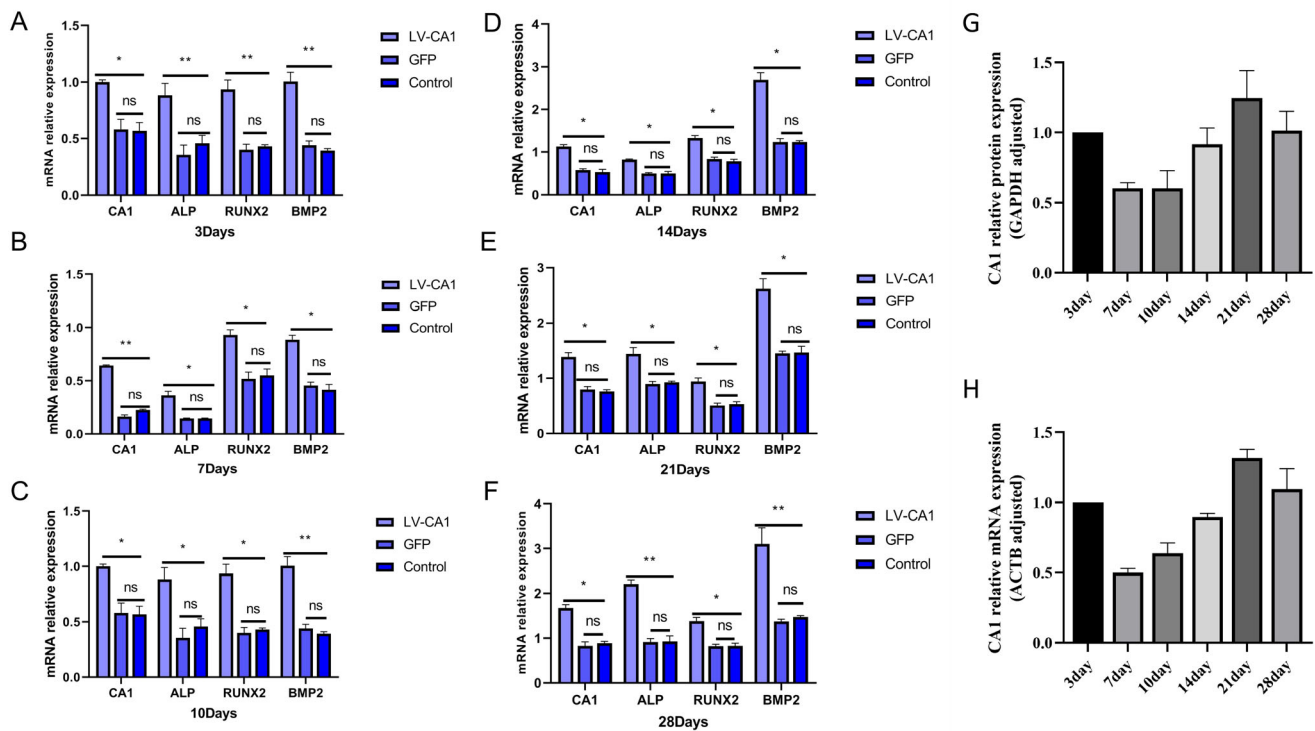 A
mRNA relative expression
1.5
1.0
0.5
0.0
* ** ** **
ns ns ns ns
CA1 ALP RUNX2 BMP2
3Days
LV-CA1
GFP
Control
B
mRNA relative expression
1.5
1.0
0.5
0.0
** * * *
ns ns ns ns
CA1 ALP RUNX2 BMP2
7Days
LV-CA1
GFP
Control
C
mRNA relative expression
1.5
1.0
0.5
0.0
* * * **
ns ns ns ns
CA1 ALP RUNX2 BMP2
10Days
LV-CA1
GFP
Control
D
mRNA relative expression
4
3
2
1
0
* * * *
ns ns ns ns
CA1 ALP RUNX2 BMP2
14Days
LV-CA1
GFP
Control
E
mRNA relative expression
3
2
1
0
* * * *
ns ns ns ns
CA1 ALP RUNX2 BMP2
21Days
LV-CA1
GFP
Control
F
mRNA relative expression
4
3
2
1
0
* ** * **
ns ns ns ns
CA1 ALP RUNX2 BMP2
28Days
LV-CA1
GFP
Control
G
CA1 relative protein expression
(GAPDH adjusted)
1.5
1.0
0.5
0.0
3day 7day 10day 14day 21day 28day
H
CA1 relative mRNA expression
(ACTB adjusted)
1.5
1.0
0.5
0.0
3day 7day 10day 14day 21day 28day